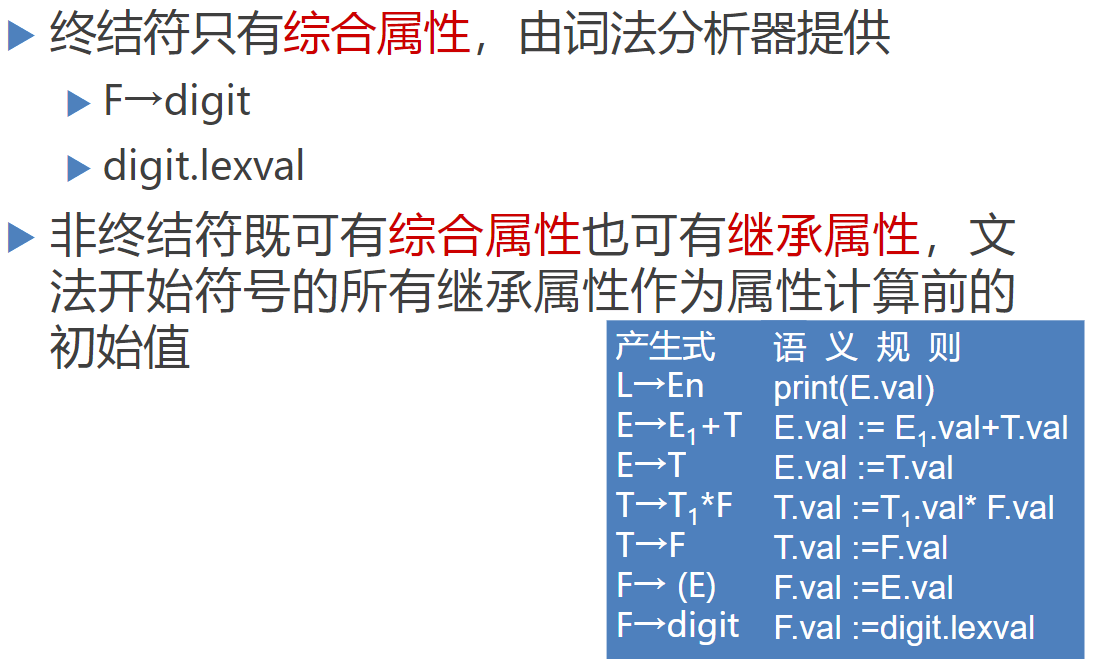 终结符只有综合属性，由词法分析器提供
F→digit
digit.lexval
非终结符既可有综合属性也可有继承属性，文
法开始符号的所有继承属性作为属性计算前的
初始值
产生式 语 义 规 则
L→En print(E.val)
E→E₁+T E.val := E₁.val+T.val
E→T E.val :=T.val
T→T₁*F T.val :=T₁.val* F.val
T→F T.val :=F.val
F→ (E) F.val :=E.val
F→digit F.val :=digit.lexval